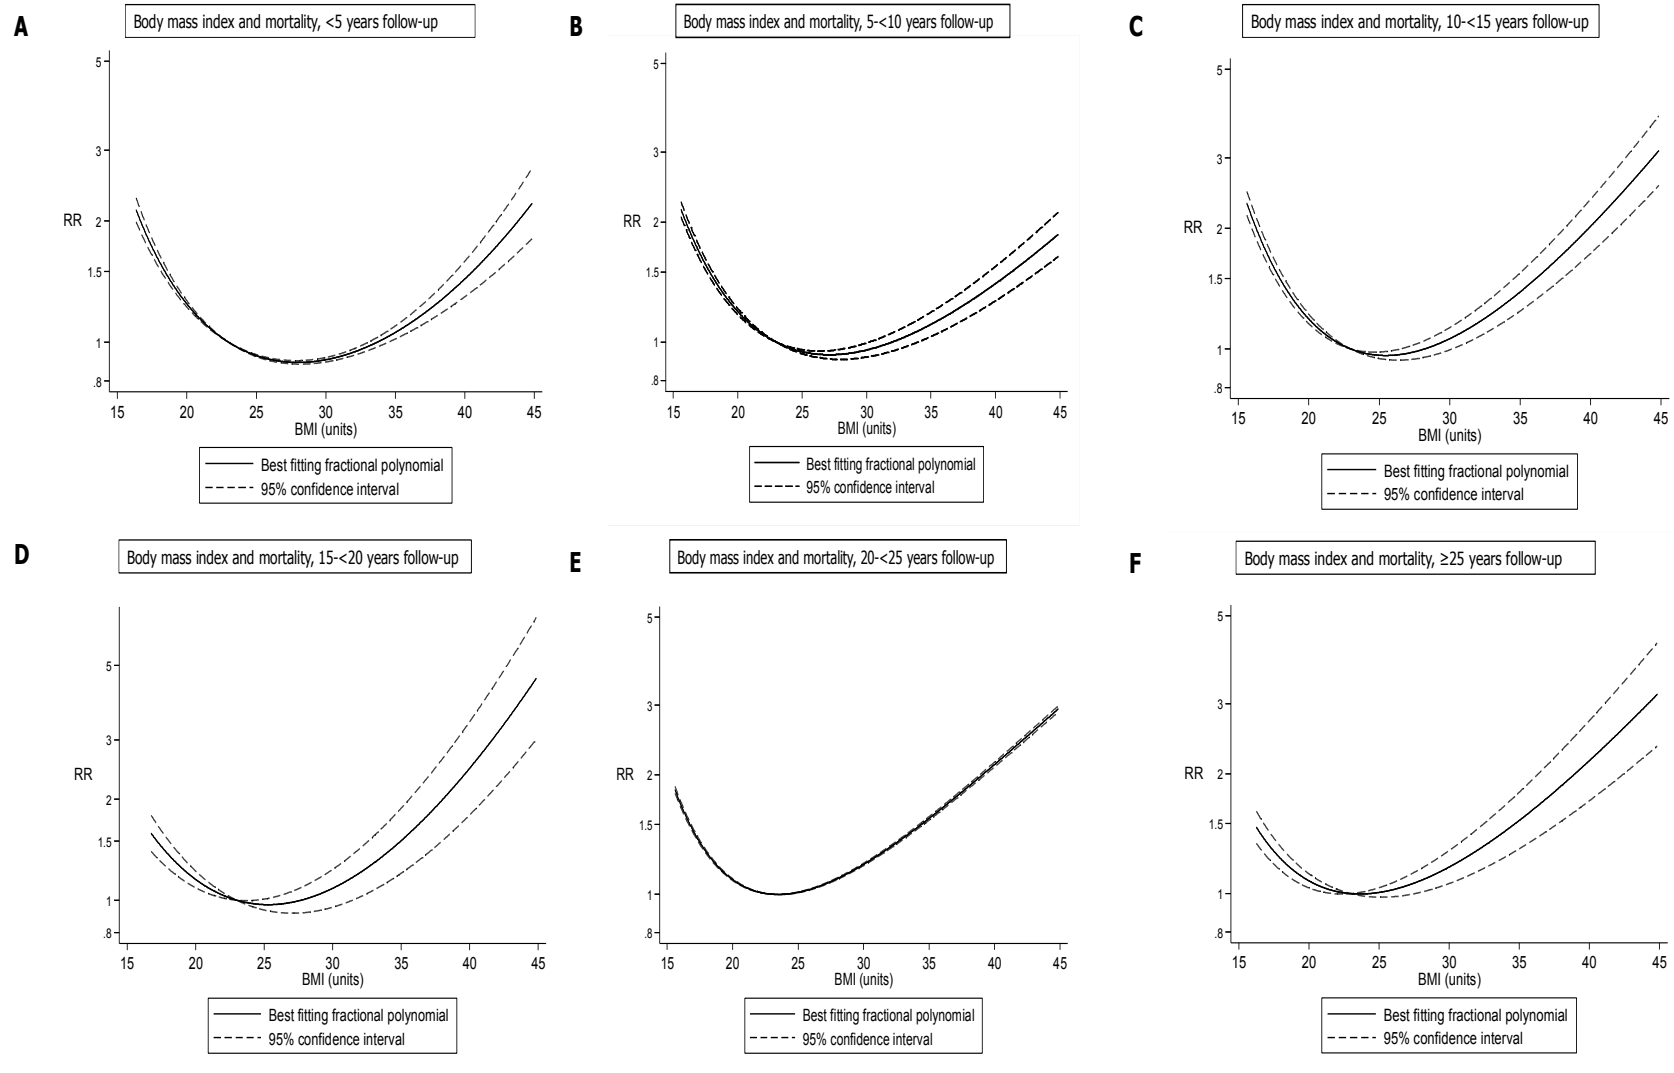 A
Body mass index and mortality, <5 years follow-up
5
3
2
1.5
1
.8
RR
15 20 25 30 35 40 45
BMI (units)
Best fitting fractional polynomial
95% confidence interval
B
Body mass index and mortality, 5-<10 years follow-up
5
3
2
1.5
1
.8
RR
15 20 25 30 35 40 45
BMI (units)
Best fitting fractional polynomial
95% confidence interval
C
Body mass index and mortality, 10-<15 years follow-up
5
3
2
1.5
1
.8
RR
15 20 25 30 35 40 45
BMI (units)
Best fitting fractional polynomial
95% confidence interval
D
Body mass index and mortality, 15-<20 years follow-up
5
3
2
1.5
1
.8
RR
15 20 25 30 35 40 45
BMI (units)
Best fitting fractional polynomial
95% confidence interval
E
Body mass index and mortality, 20-<25 years follow-up
5
3
2
1.5
1
.8
RR
15 20 25 30 35 40 45
BMI (units)
Best fitting fractional polynomial
95% confidence interval
F
Body mass index and mortality, ≥25 years follow-up
5
3
2
1.5
1
.8
RR
15 20 25 30 35 40 45
BMI (units)
Best fitting fractional polynomial
95% confidence interval